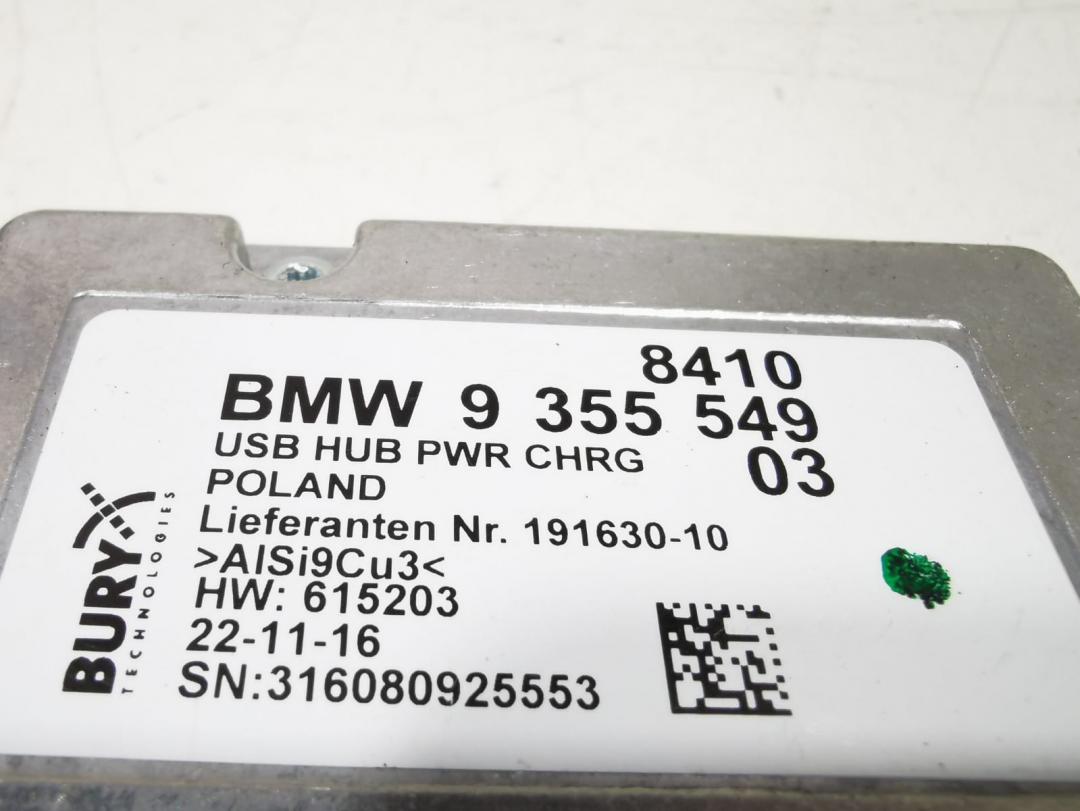 8410
BMW 9 355 549
USB HUB PWR CHRG
03
POLAND
Lieferanten Nr. 191630-10
>AlSi9Cu3<
HW: 615203
22-11-16
SN:316080925553
BURY
TECHNOLOGIES